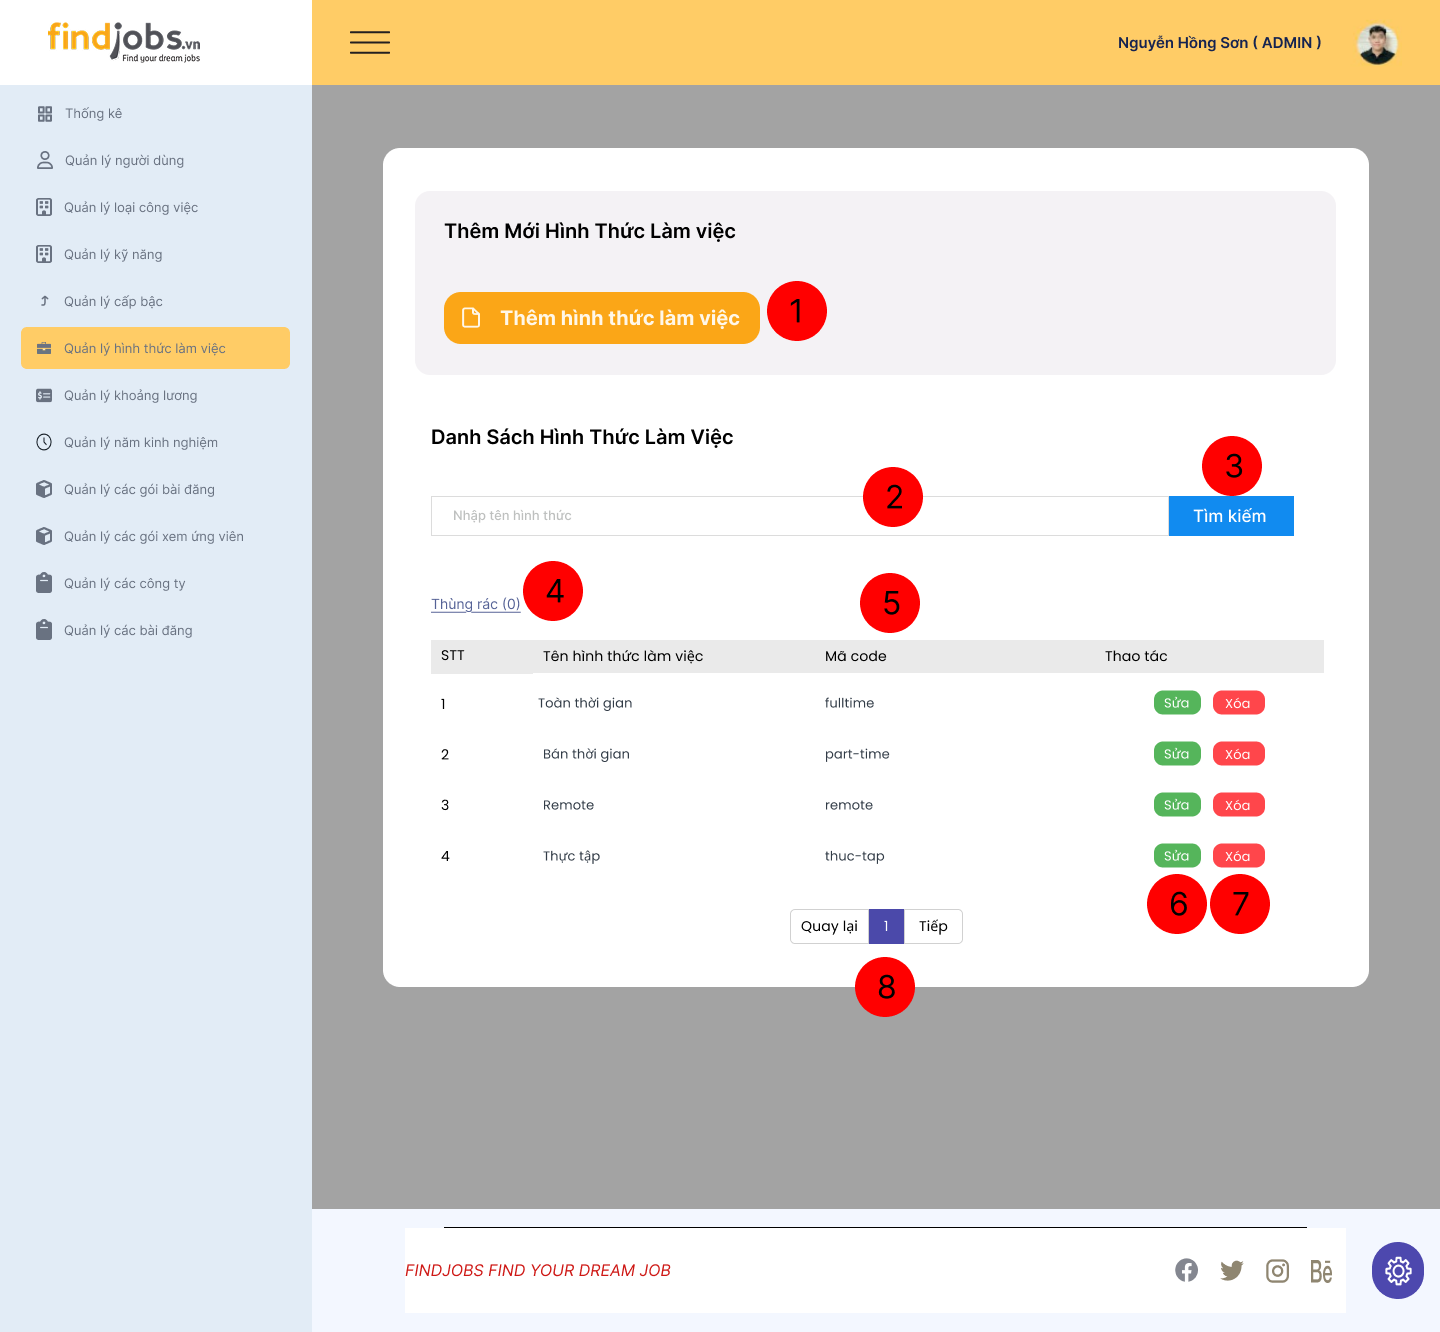 findjobs.vn
Find your dream jobs
Nguyễn Hồng Sơn ( ADMIN )
Thống kê
Quản lý người dùng
Quản lý loại công việc
Quản lý kỹ năng
Quản lý cấp bậc
Quản lý hình thức làm việc
Quản lý khoảng lương
Quản lý năm kinh nghiệm
Quản lý các gói bài đăng
Quản lý các gói xem ứng viên
Quản lý các công ty
Quản lý các bài đăng
Thêm Mới Hình Thức Làm việc
Thêm hình thức làm việc
1
Danh Sách Hình Thức Làm Việc
2
3
Nhập tên hình thức
Tìm kiếm
Thùng rác (0)
4
5
STT Tên hình thức làm việc Mã code Thao tác
1 Toàn thời gian fulltime Sửa Xóa
2 Bán thời gian part-time Sửa Xóa
3 Remote remote Sửa Xóa
4 Thực tập thuc-tap Sửa Xóa
6 7
Quay lại 1 Tiếp
8
FINDJOBS FIND YOUR DREAM JOB
Bē